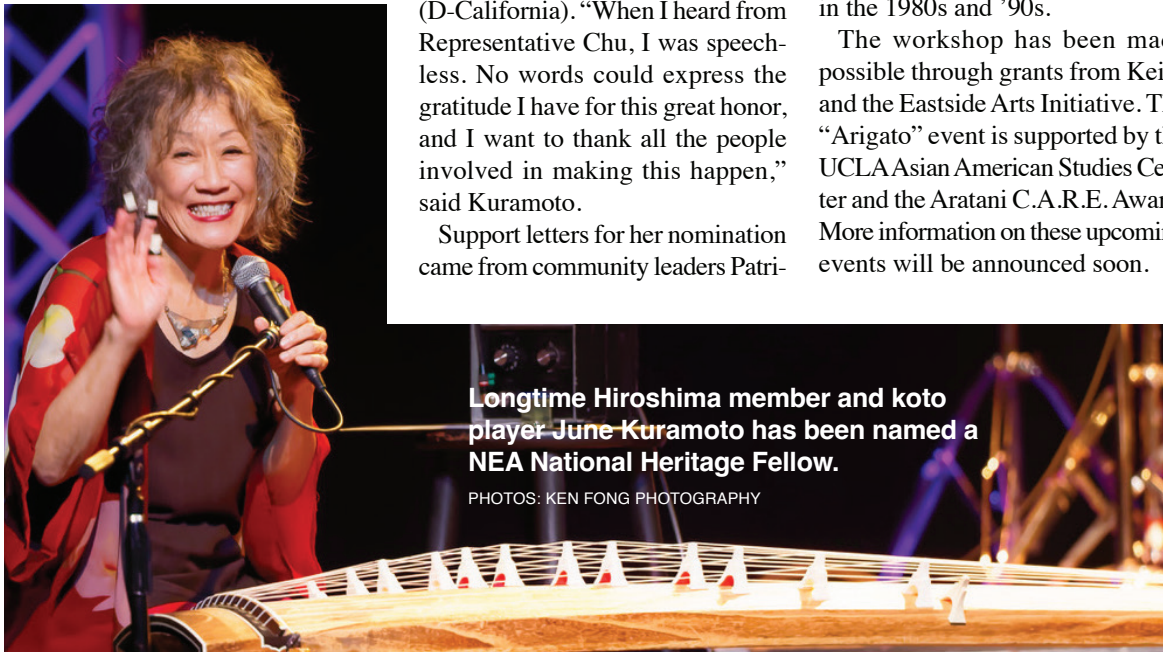 (D-California). “When I heard from
Representative Chu, I was speech-
less. No words could express the
gratitude I have for this great honor,
and I want to thank all the people
involved in making this happen,”
said Kuramoto.
Support letters for her nomination
came from community leaders Patri-
in the 1980s and ’90s.
The workshop has been
possible through grants from
and the Eastside Arts Initiative.
“Arigato” event is supported by
UCLA Asian American Studies
ter and the Aratani C.A.R.E.
More information on these
events will be announced soon.
Longtime Hiroshima member and koto
player June Kuramoto has been named a
NEA National Heritage Fellow.
PHOTOS: KEN FONG PHOTOGRAPHY